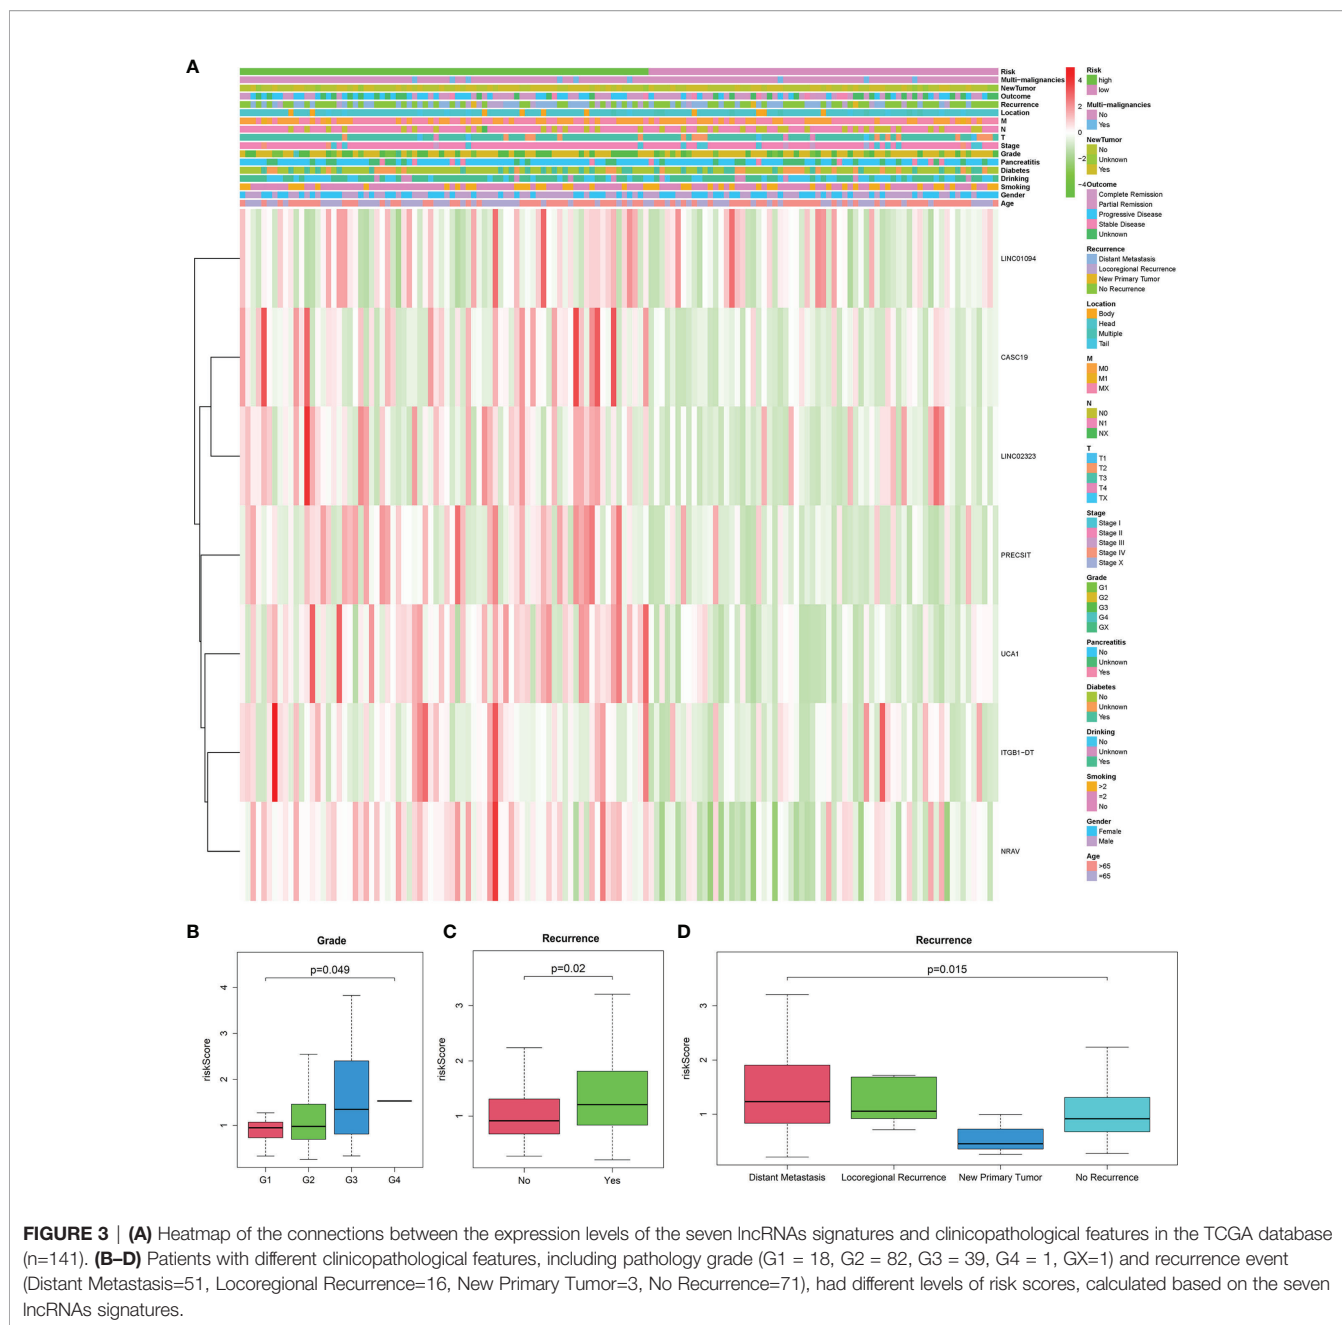 A
Risk
Multi-malignancies
NewTumor
Outcome
Recurrence
Location
M
N
T
Stage
Grade
Pancreatitis
Diabetes
Drinking
Smoking
Gender
Age
4
2
0
−2
−4
LINC01094
CASC19
LINC02323
PRECSIT
UCA1
ITGB1−DT
NRAV
Risk
high
low
Multi-malignancies
No
Yes
NewTumor
No
Unknown
Yes
Outcome
Complete Remission
Partial Remission
Progressive Disease
Stable Disease
Unknown
Recurrence
Distant Metastasis
Locoregional Recurrence
New Primary Tumor
No Recurrence
Location
Body
Head
Multiple
Tail
M
M0
M1
MX
N
N0
N1
NX
T
T1
T2
T3
T4
TX
Stage
Stage I
Stage II
Stage III
Stage IV
Stage X
Grade
G1
G2
G3
G4
GX
Pancreatitis
No
Unknown
Yes
Diabetes
No
Unknown
Yes
Drinking
No
Unknown
Yes
Smoking
>2
=2
No
Gender
Female
Male
Age
>65
=65
B
Grade
p=0.049
riskScore
4
3
2
1
G1 G2 G3 G4
C
Recurrence
p=0.02
riskScore
3
2
1
No Yes
D
Recurrence
p=0.015
riskScore
3
2
1
Distant Metastasis Locoregional Recurrence New Primary Tumor No Recurrence
FIGURE 3 | (A) Heatmap of the connections between the expression levels of the seven lncRNAs signatures and clinicopathological features in the TCGA database
(n=141). (B–D) Patients with different clinicopathological features, including pathology grade (G1 = 18, G2 = 82, G3 = 39, G4 = 1, GX=1) and recurrence event
(Distant Metastasis=51, Locoregional Recurrence=16, New Primary Tumor=3, No Recurrence=71), had different levels of risk scores, calculated based on the seven
lncRNAs signatures.